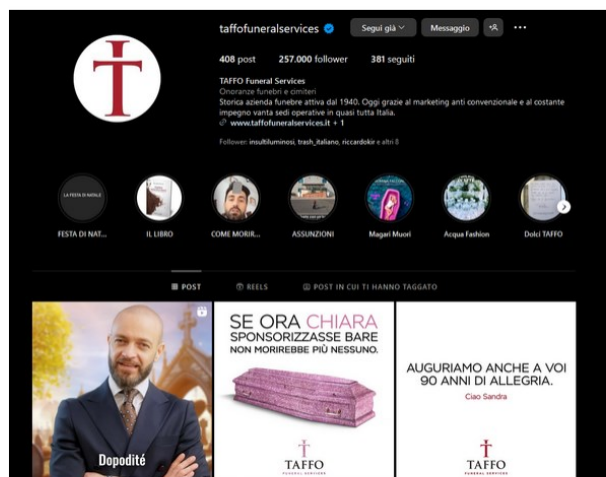 taffofuneralservices
Segui già
Messaggio
408 post
257.000 follower
381 seguiti
TAFFO Funeral Services
Onoranze funebri e cimiteri
Storica azienda funebre attiva dal 1940. Oggi grazie al marketing anti convenzionale e al costante
impegno vanta sedi operative in quasi tutta Italia.
www.taffofuneralservices.it + 1
Follower: insultiluminosi, trash_italiano, riccardokir e altri 8
LA FESTA DI NATALE
FESTA DI NAT...
IL LIBRO
COME MORIR...
ASSUNZIONI
Magari Muori
Acqua Fashion
Dolci TAFFO
POST
REELS
POST IN CUI TI HANNO TAGGATO
Dopodité
SE ORA CHIARA
SPONSORIZZASSE BARE
NON MORIREBBE PIÙ NESSUNO.
TAFFO
FUNERAL SERVICES
AUGURIAMO ANCHE A VOI
90 ANNI DI ALLEGRIA.
Ciao Sandra
TAFFO
FUNERAL SERVICES